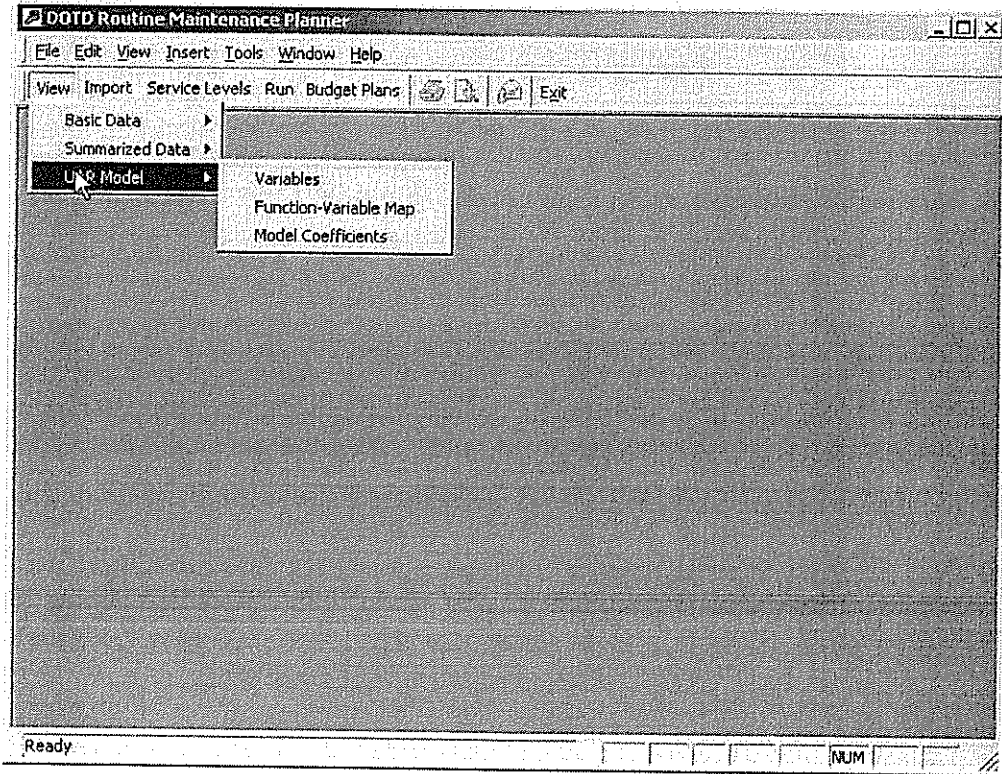 DOTD Routine Maintenance Planner
File Edit View Insert Tools Window Help
View Import Service Levels Run Budget Plans Exit
Basic Data
Summarized Data
Model
Variables
Function-Variable Map
Model Coefficients
Ready
NUM